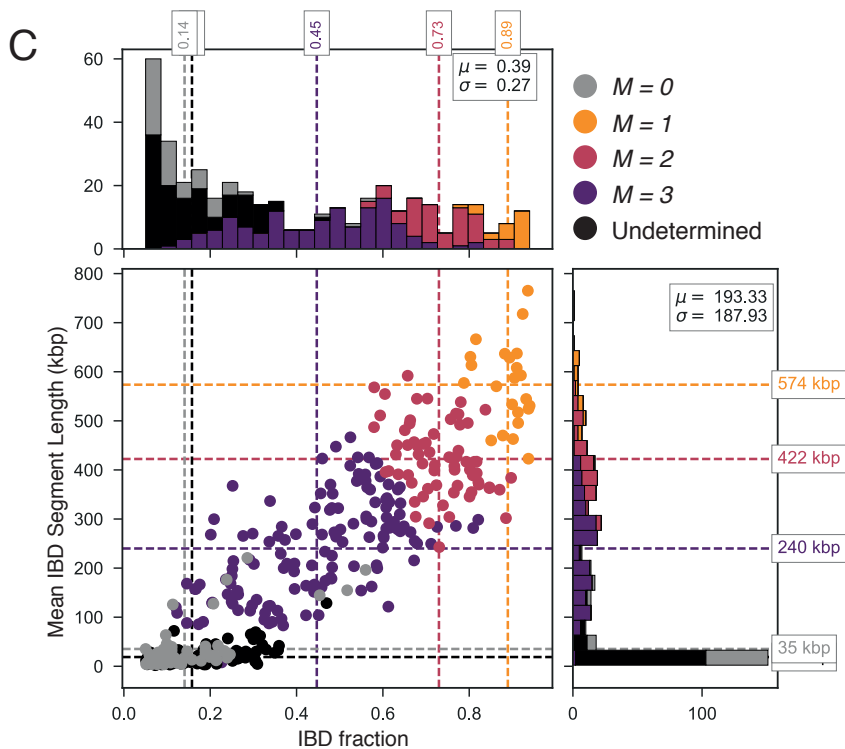 C
0.14
0.45
0.73
0.89
60
40
20
0
μ = 0.39
σ = 0.27
M = 0
M = 1
M = 2
M = 3
Undetermined
800
700
600
500
400
300
200
100
0
Mean IBD Segment Length (kbp)
μ = 193.33
σ = 187.93
574 kbp
422 kbp
240 kbp
35 kbp
0.0
0.2
0.4
0.6
0.8
IBD fraction
0
100